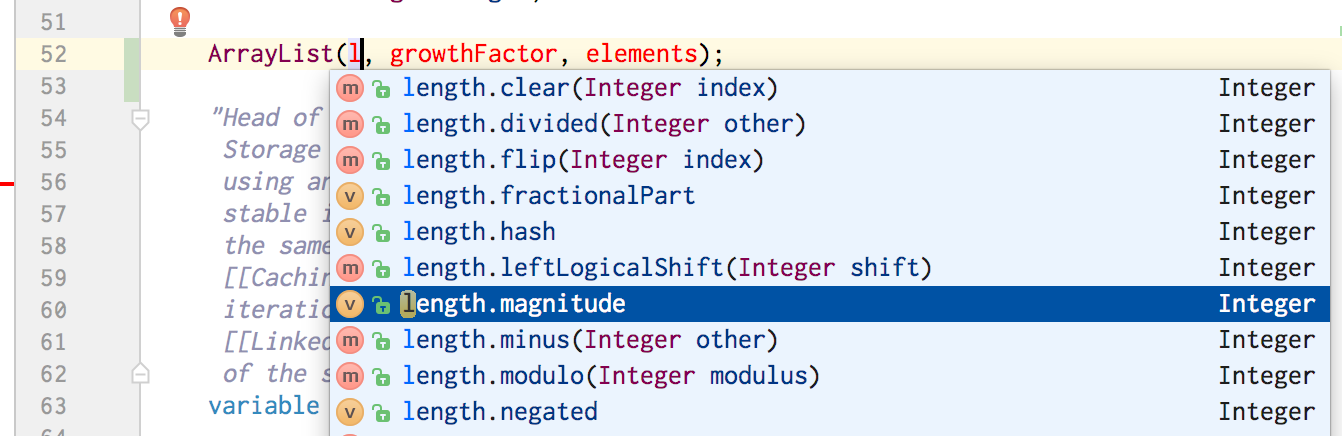 51
52 ArrayList(l, growthFactor, elements);
m length.clear(Integer index) Integer
53
m length.divided(Integer other) Integer
54 "Head of
55 Storage
m length.flip(Integer index) Integer
56 using
v length.fractionalPart Integer
57 stable
v length.hash Integer
58 the same
m length.leftLogicalShift(Integer shift) Integer
59 [[Cachin
60 iteratio
v length.magnitude Integer
61 [[Linked
m length.minus(Integer other) Integer
62 of the s
m length.modulo(Integer modulus) Integer
63 variable
v length.negated Integer